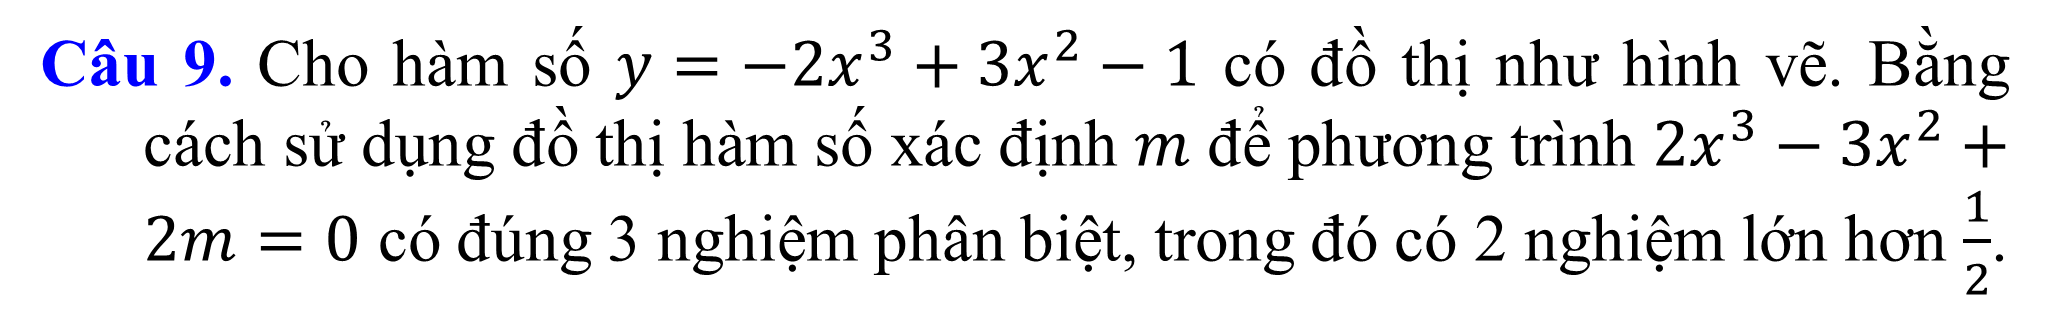 Câu 9. Cho hàm số y = −2x³ + 3x² − 1 có đồ thị như hình vẽ. Bằng
cách sử dụng đồ thị hàm số xác định m để phương trình 2x³ − 3x² +
2m = 0 có đúng 3 nghiệm phân biệt, trong đó có 2 nghiệm lớn hơn 1/2.